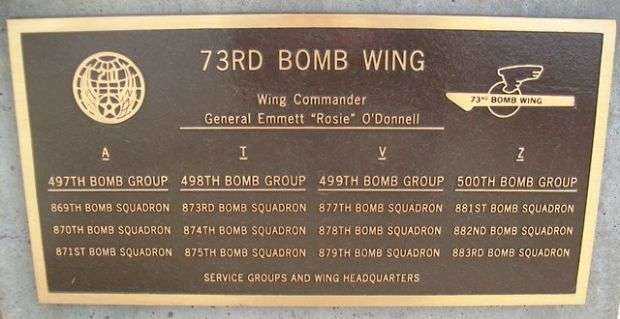 73RD BOMB WING
Wing Commander
General Emmett "Rosie" O'Donnell
73RD BOMB WING
A T V Z
497TH BOMB GROUP 498TH BOMB GROUP 499TH BOMB GROUP 500TH BOMB GROUP
869TH BOMB SQUADRON 873RD BOMB SQUADRON 877TH BOMB SQUADRON 881ST BOMB SQUADRON
870TH BOMB SQUADRON 874TH BOMB SQUADRON 878TH BOMB SQUADRON 882ND BOMB SQUADRON
871ST BOMB SQUADRON 875TH BOMB SQUADRON 879TH BOMB SQUADRON 883RD BOMB SQUADRON
SERVICE GROUPS AND WING HEADQUARTERS